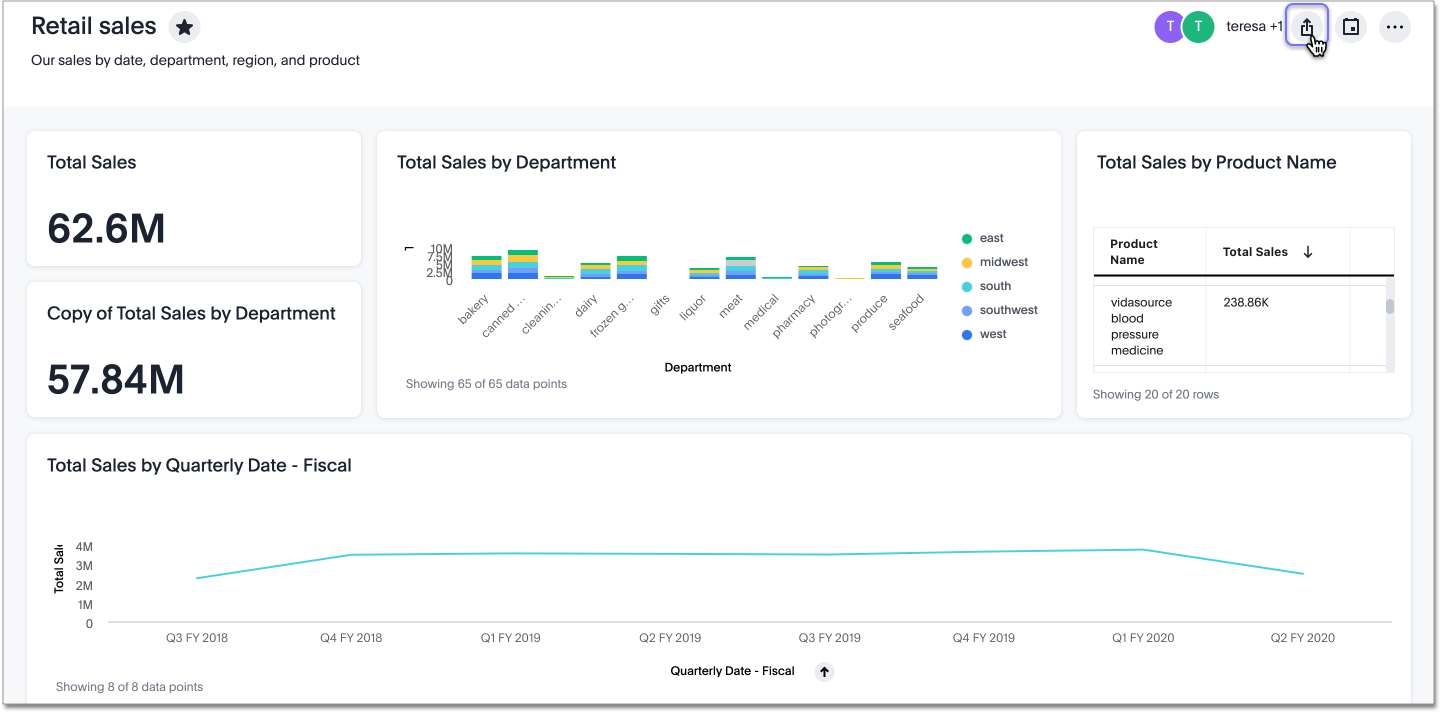 Retail sales
T T teresa +1
Our sales by date, department, region, and product
Total Sales
62.6M
Copy of Total Sales by Department
57.84M
Total Sales by Department
10M
7.5M
5M
2.5M
0
bakery
canned ...
cleanin...
dairy
frozen g...
gifts
liquor
meat
medical
pharmacy
photogr...
produce
seafood
Department
east
midwest
south
southwest
west
Showing 65 of 65 data points
Total Sales by Product Name
Product
Name
Total Sales
vidasource
blood
pressure
medicine
238.86K
Showing 20 of 20 rows
Total Sales by Quarterly Date - Fiscal
Total Sal
4M
3M
2M
1M
0
Q3 FY 2018
Q4 FY 2018
Q1 FY 2019
Q2 FY 2019
Q3 FY 2019
Q4 FY 2019
Q1 FY 2020
Q2 FY 2020
Quarterly Date - Fiscal
Showing 8 of 8 data points